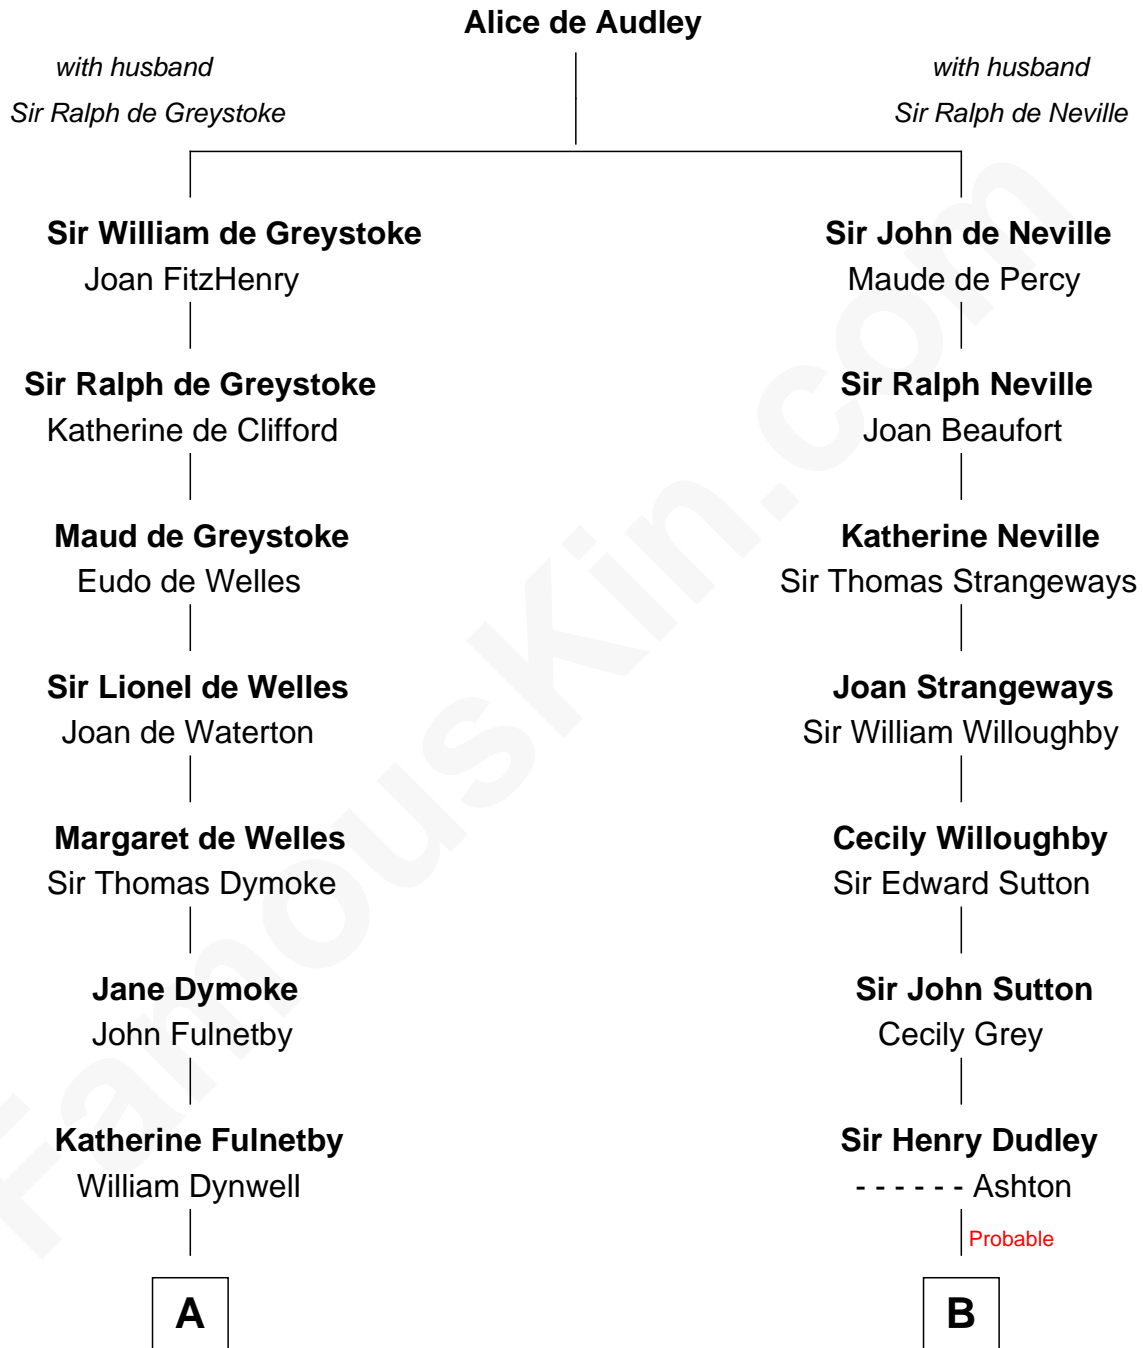 Alice de Audley
with husband
Sir Ralph de Greystoke
with husband
Sir Ralph de Neville
Sir William de Greystoke
Joan FitzHenry
Sir John de Neville
Maude de Percy
Sir Ralph de Greystoke
Katherine de Clifford
Sir Ralph Neville
Joan Beaufort
Maud de Greystoke
Eudo de Welles
Katherine Neville
Sir Thomas Strangeways
Sir Lionel de Welles
Joan de Waterton
Joan Strangeways
Sir William Willoughby
Margaret de Welles
Sir Thomas Dymoke
Cecily Willoughby
Sir Edward Sutton
Jane Dymoke
John Fulnetby
Sir John Sutton
Cecily Grey
Katherine Fulnetby
William Dynwell
Sir Henry Dudley
- - - - - - Ashton
Probable
A
B
FamousKin.com